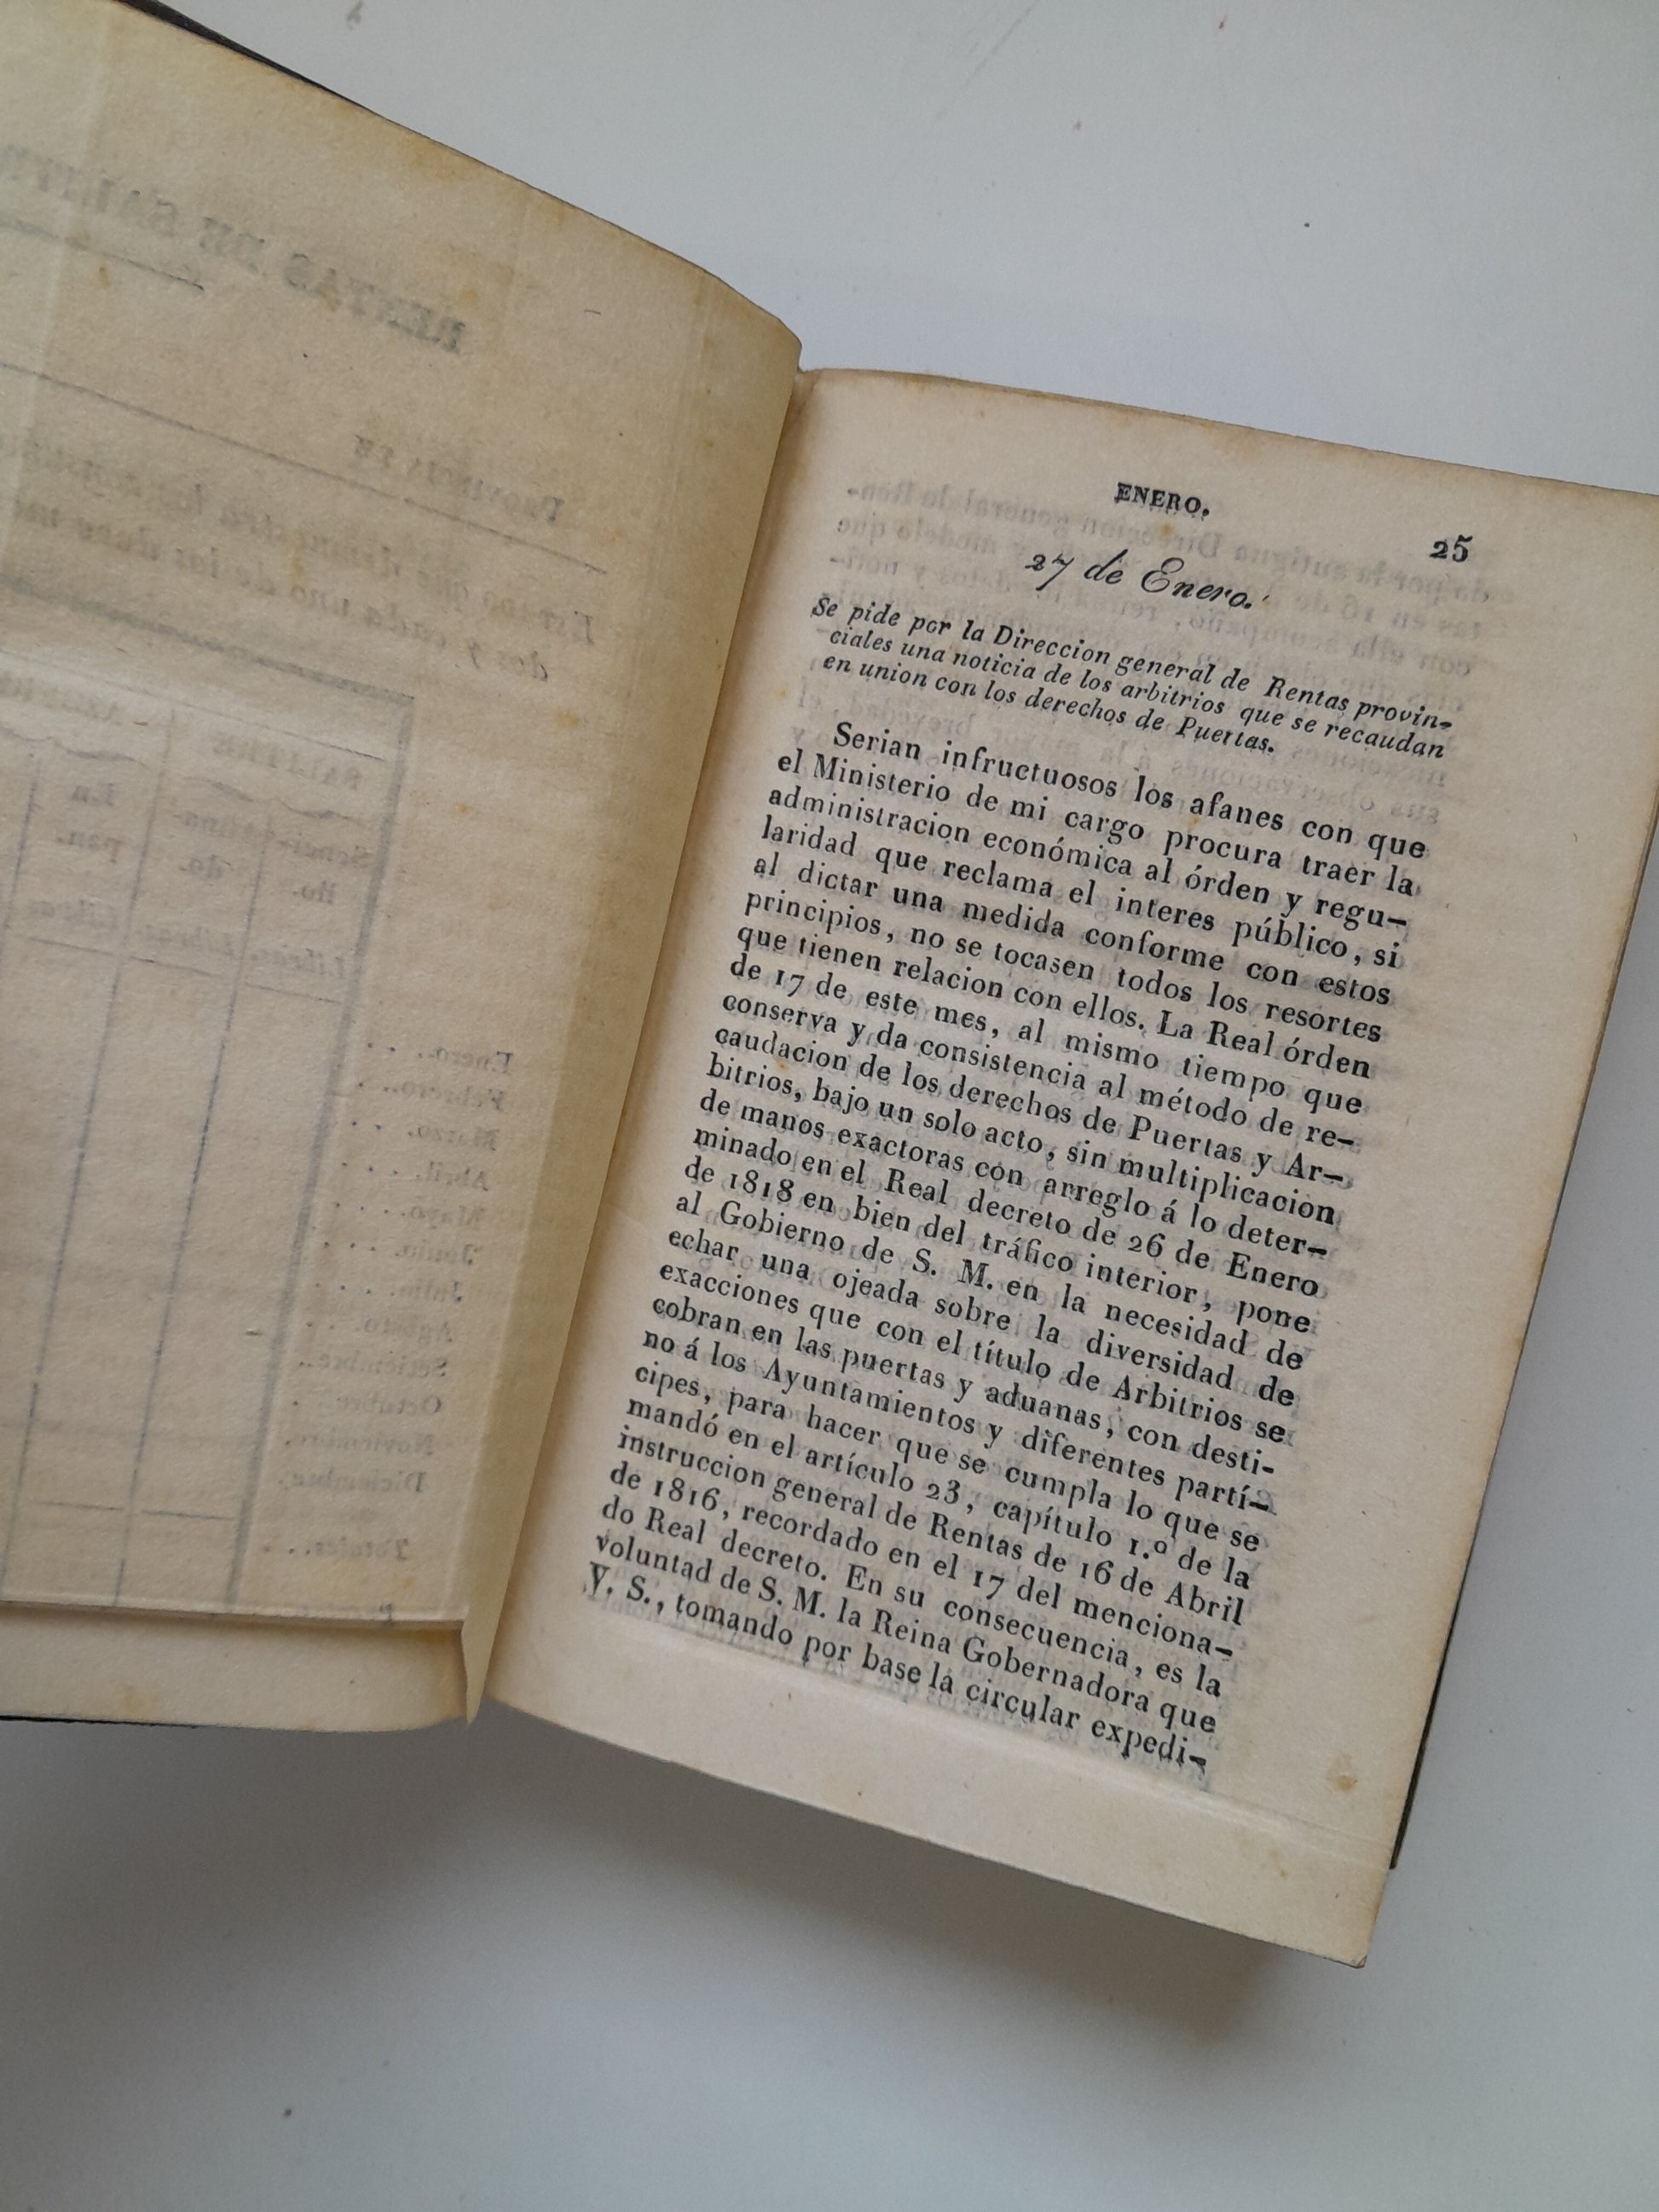 ENERO.
25
27 de Enero.
Se pide por la Direccion general de Rentas provin-
ciales una noticia de los arbitrios que se recaudan
en union con los derechos de Puertas.
Serian infructuosos los afanes con que
el Ministerio de mi cargo procura traer la
administracion económica al órden y regu-
laridad que reclama el interes público, si
al dictar una medida conforme con estos
principios, no se tocasen todos los resortes
que tienen relacion con ellos. La Real órden
de 17 de este mes, al mismo tiempo que
conserva y da consistencia al método de re-
caudacion de los derechos de Puertas y Ar-
bitrios, bajo un solo acto, sin multiplicacion
de manos exactoras con arreglo á lo deter-
minado en el Real decreto de 26 de Enero
de 1818 en bien del tráfico interior, pone
al Gobierno de S. M. en la necesidad de
echar una ojeada sobre la diversidad de
exacciones que con el título de Arbitrios se
cobran en las puertas y aduanas, con desti-
no á los Ayuntamientos y diferentes partí-
cipes, para hacer que se cumpla lo que se
mandó en el artículo 23, capítulo 1.º de la
instruccion general de Rentas de 16 de Abril
de 1816, recordado en el 17 del menciona-
do Real decreto. En su consecuencia, es la
voluntad de S. M. la Reina Gobernadora que
V. S., tomando por base la circular expedi-